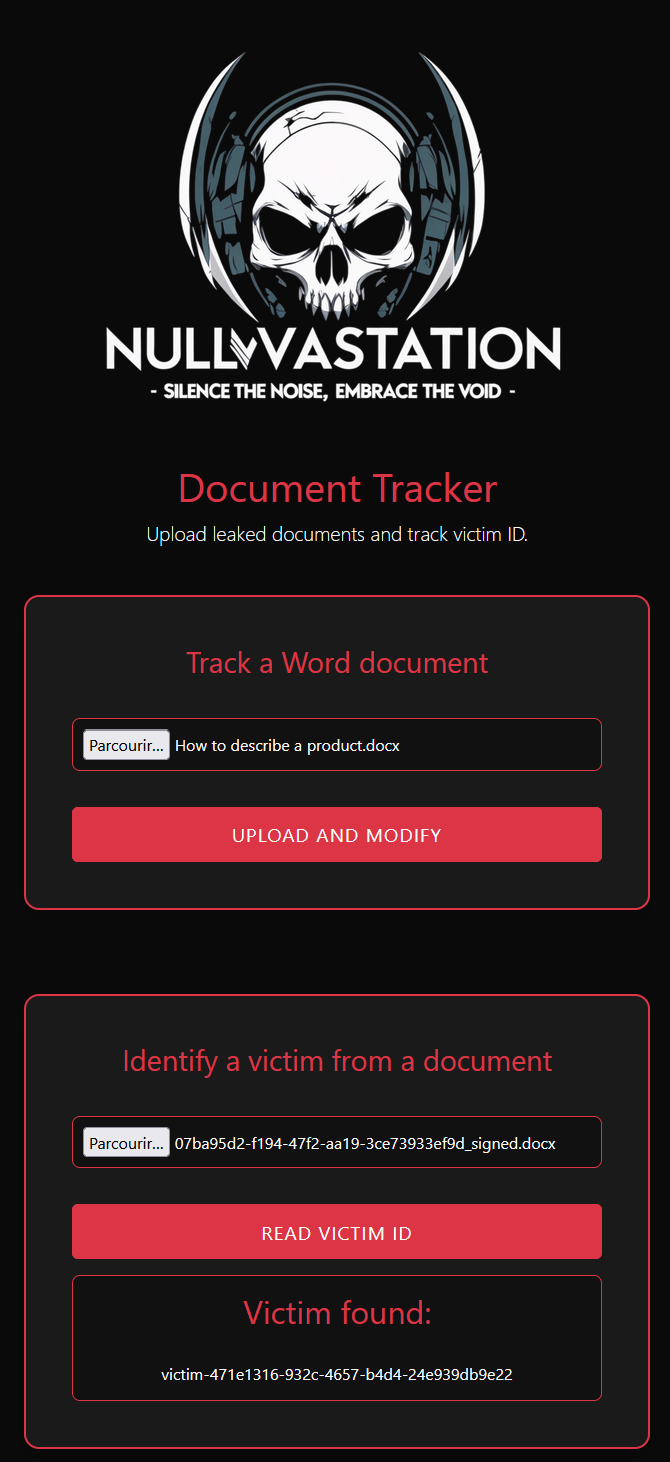 NULLVVASTATION
- SILENCE THE NOISE, EMBRACE THE VOID -
Document Tracker
Upload leaked documents and track victim ID.
Track a Word document
Parcourir... How to describe a product.docx
UPLOAD AND MODIFY
Identify a victim from a document
Parcourir... 07ba95d2-f194-47f2-aa19-3ce73933ef9d_signed.docx
READ VICTIM ID
Victim found:
victim-471e1316-932c-4657-b4d4-24e939db9e22